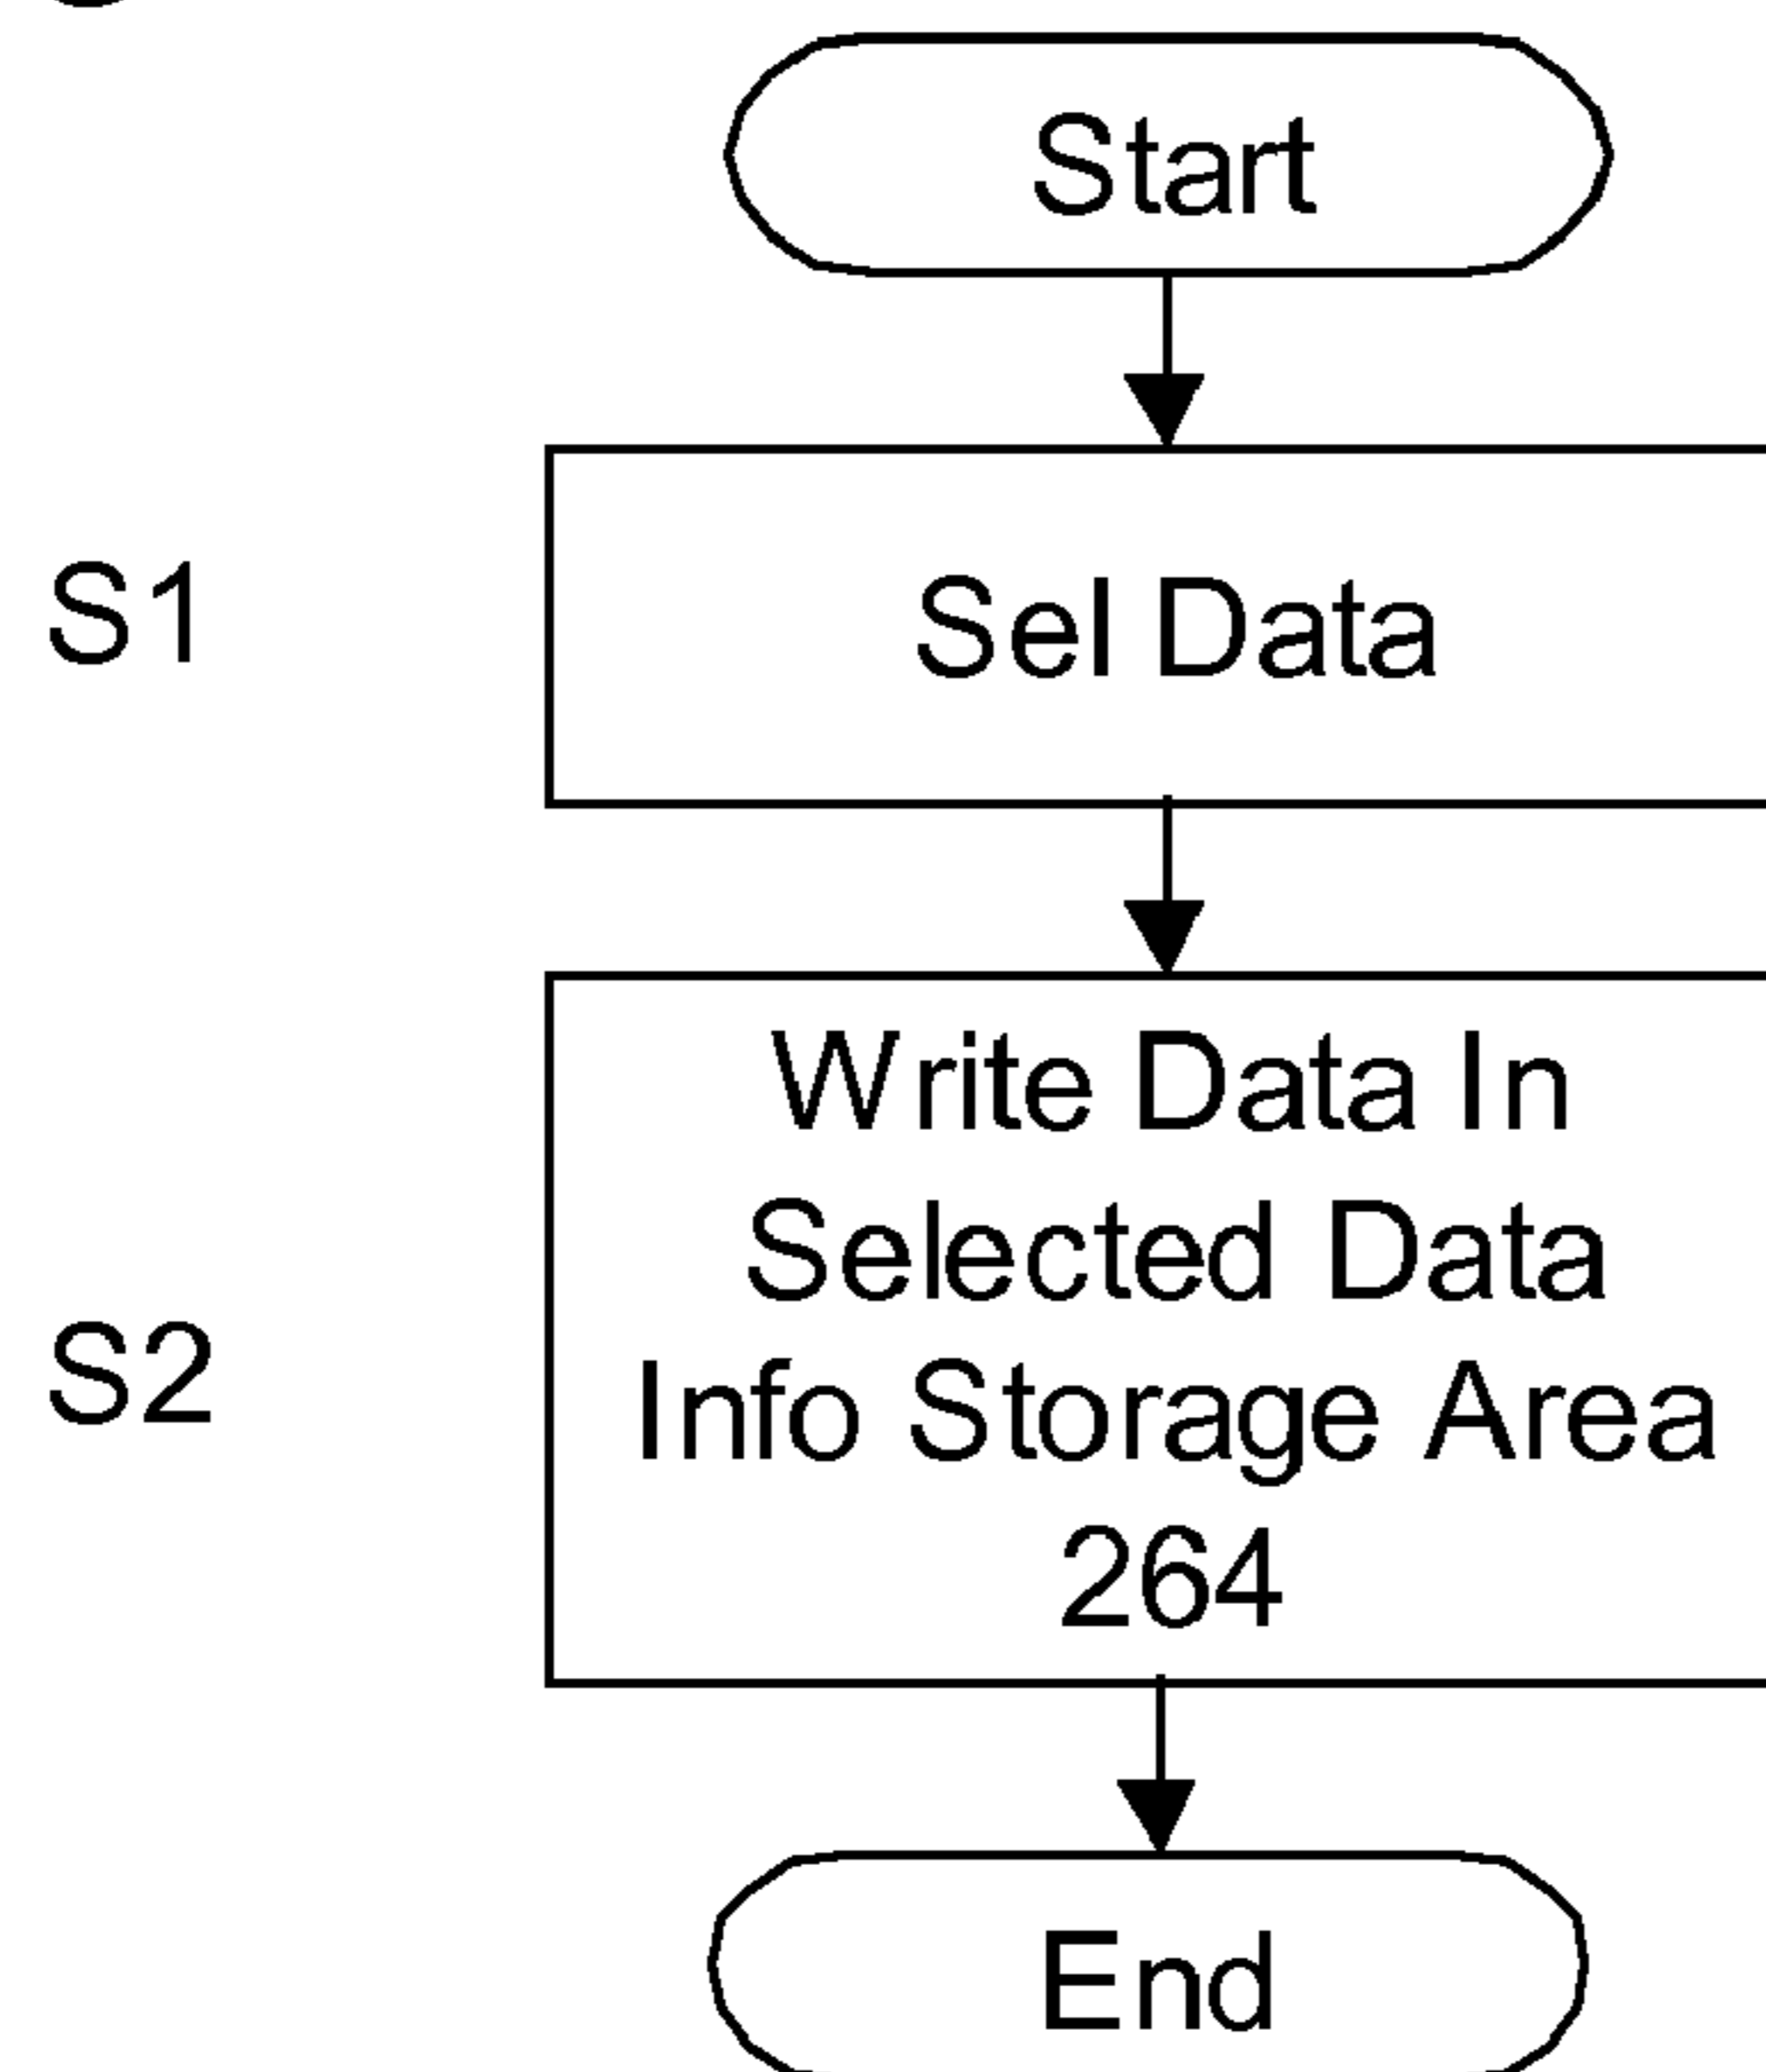 Start
S1
Sel Data
Write Data In
Selected Data
S2
Info Storage Area
264
End